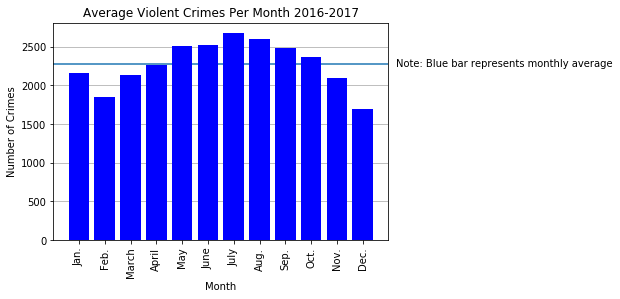 Average Violent Crimes Per Month 2016-2017
Number of Crimes
2500
2000
1500
1000
500
0
Note: Blue bar represents monthly average
Jan.
Feb.
March
April
May
June
July
Aug.
Sep.
Oct.
Nov.
Dec.
Month